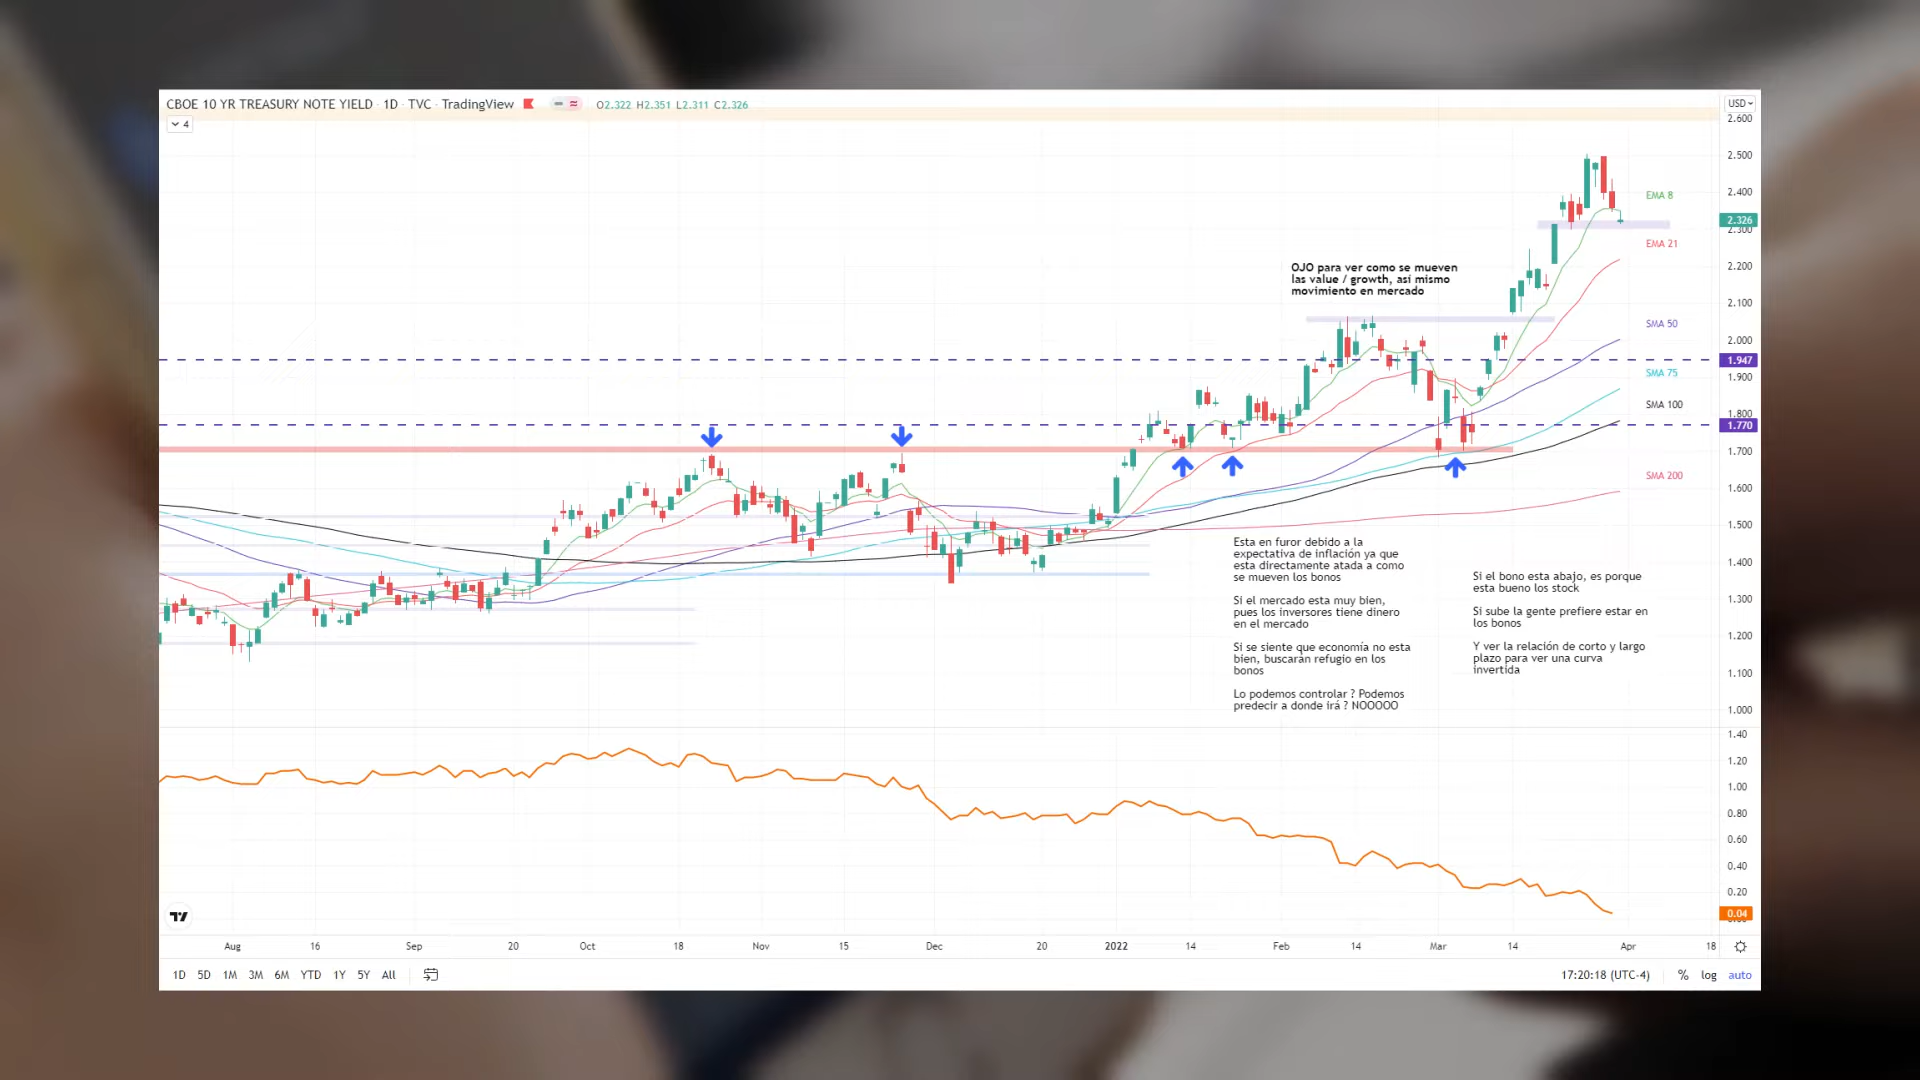 CBOE 10 YR TREASURY NOTE YIELD · 1D · TVC · TradingView O2.322 H2.351 L2.311 C2.326
USD
4
2.600
2.500
2.400
EMA 8
2.326
2.300
EMA 21
2.200
OJO para ver como se mueven
las value / growth, así mismo
movimiento en mercado
2.100
SMA 50
2.000
1.947
SMA 75
1.900
SMA 100
1.800
1.770
1.700
SMA 200
1.600
1.500
Esta en furor debido a la
expectativa de inflación ya que
esta directamente atada a como
se mueven los bonos
Si el mercado esta muy bien,
pues los inversores tiene dinero
en el mercado
Si se siente que economía no esta
bien, buscarán refugio en los
bonos
Lo podemos controlar ? Podemos
predecir a donde irá ? NOOOOO
Si el bono esta abajo, es porque
esta bueno los stock
Si sube la gente prefiere estar en
los bonos
Y ver la relación de corto y largo
plazo para ver una curva
invertida
1.400
1.300
1.200
1.100
1.000
1.40
1.20
1.00
0.80
0.60
0.40
0.20
0.04
Aug 16 Sep 20 Oct 18 Nov 15 Dec 20 2022 14 Feb 14 Mar 14 Apr 18
1D 5D 1M 3M 6M YTD 1Y 5Y All 17:20:18 (UTC-4) % log auto